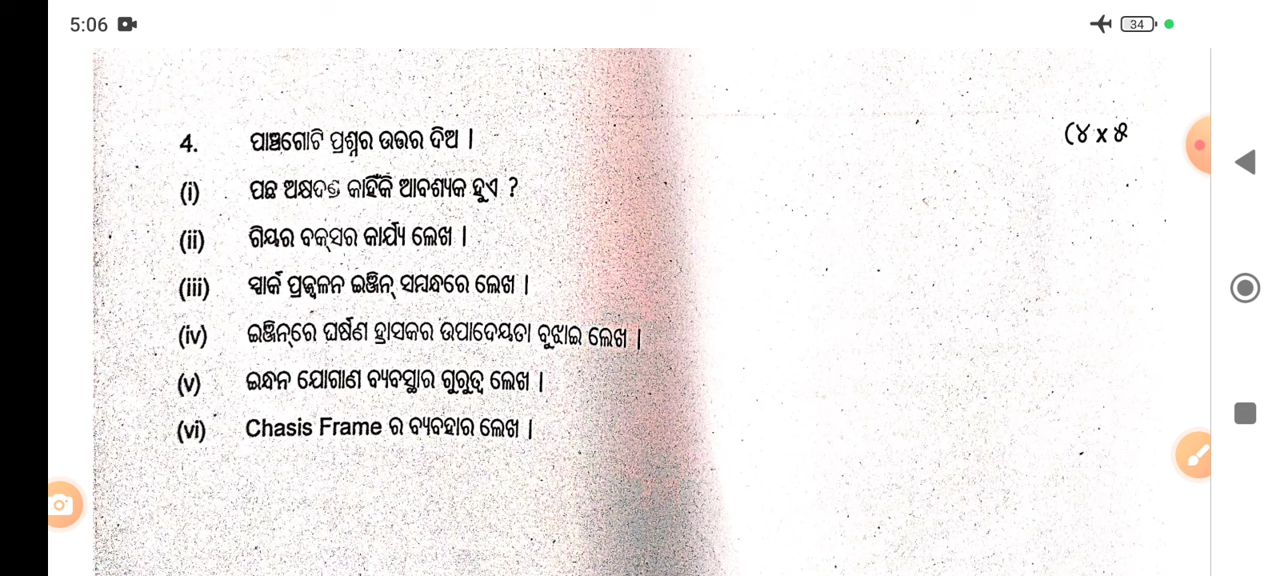 5:06
34
4. ପାଞ୍ଚଗୋଟି ପ୍ରଶ୍ନର ଉତ୍ତର ଦିଅ । (୪ x ୫
(i) ପଛ ଅକ୍ଷଦଣ୍ଡ କାହିଁକି ଆବଶ୍ୟକ ହୁଏ ?
(ii) ଗିୟର ବକ୍ସର କାର୍ଯ୍ୟ ଲେଖ ।
(iii) ସ୍ପାର୍କ ପ୍ରଜ୍ଜ୍ୱଳନ ଇଞ୍ଜିନ୍ ସମ୍ବନ୍ଧରେ ଲେଖ ।
(iv) ଇଞ୍ଜିନ୍‌ରେ ଘର୍ଷଣ ହ୍ରାସକର ଉପାଦେୟତା ବୁଝାଇ ଲେଖ ।
(v) ଇନ୍ଧନ ଯୋଗାଣ ବ୍ୟବସ୍ଥାର ଗୁରୁତ୍ୱ ଲେଖ ।
(vi) Chasis Frame ର ବ୍ୟବହାର ଲେଖ ।